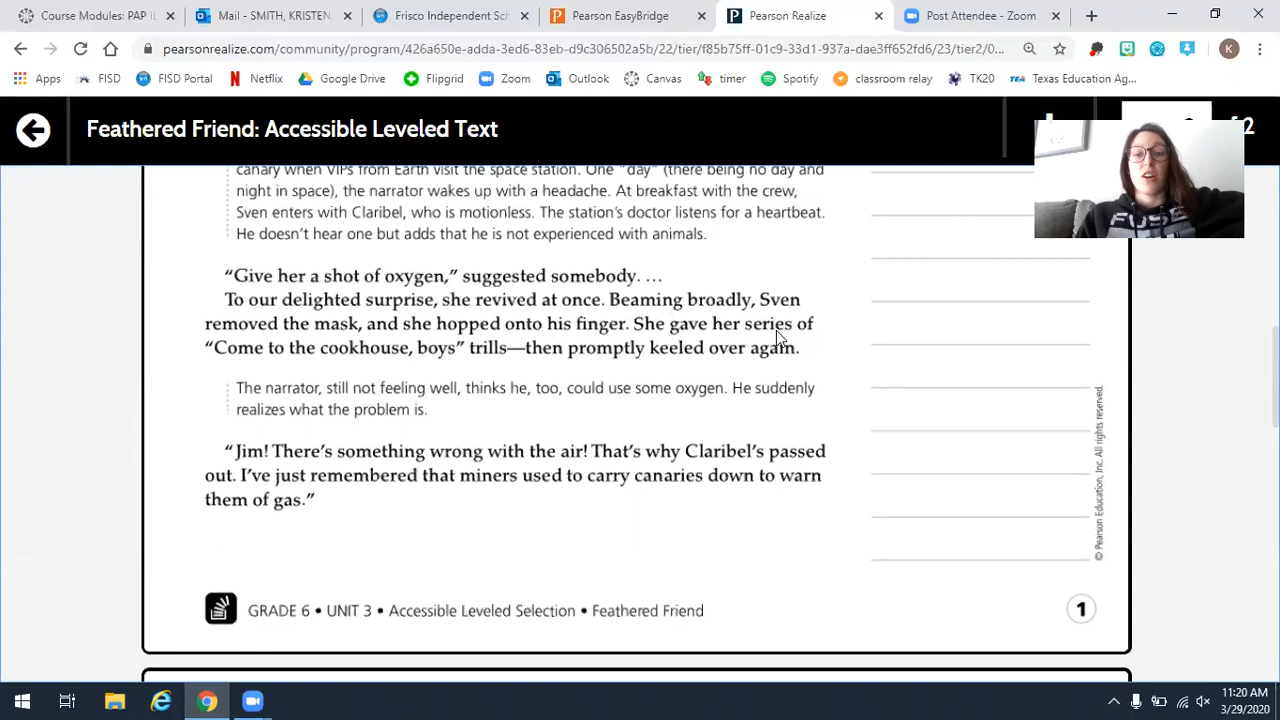 Course Modules: PAP IL
Mail - SMITH, KRISTEN
Frisco Independent Sch
Pearson EasyBridge
Pearson Realize
Post Attendee - Zoom
pearsonrealize.com/community/program/426a650e-adda-3ed6-83eb-d9c306502a5b/22/tier/f85b75ff-01c9-33d1-937a-dae3ff652fd6/23/tier2/0...
K
Apps
FISD
FISD Portal
Netflix
Google Drive
Flipgrid
Zoom
Outlook
Canvas
timer
Spotify
classroom relay
TK20
TEA Texas Education Ag...
Feathered Friend: Accessible Leveled Text
canary when VIPs from Earth visit the space station. One "day" (there being no day and
night in space), the narrator wakes up with a headache. At breakfast with the crew,
Sven enters with Claribel, who is motionless. The station's doctor listens for a heartbeat.
He doesn't hear one but adds that he is not experienced with animals.
“Give her a shot of oxygen,” suggested somebody. …
To our delighted surprise, she revived at once. Beaming broadly, Sven
removed the mask, and she hopped onto his finger. She gave her series of
“Come to the cookhouse, boys” trills—then promptly keeled over again.
The narrator, still not feeling well, thinks he, too, could use some oxygen. He suddenly
realizes what the problem is.
“Jim! There’s something wrong with the air! That’s why Claribel’s passed
out. I’ve just remembered that miners used to carry canaries down to warn
them of gas.”
© Pearson Education, Inc. All rights reserved.
GRADE 6 • UNIT 3 • Accessible Leveled Selection • Feathered Friend
1
11:20 AM
3/29/2020